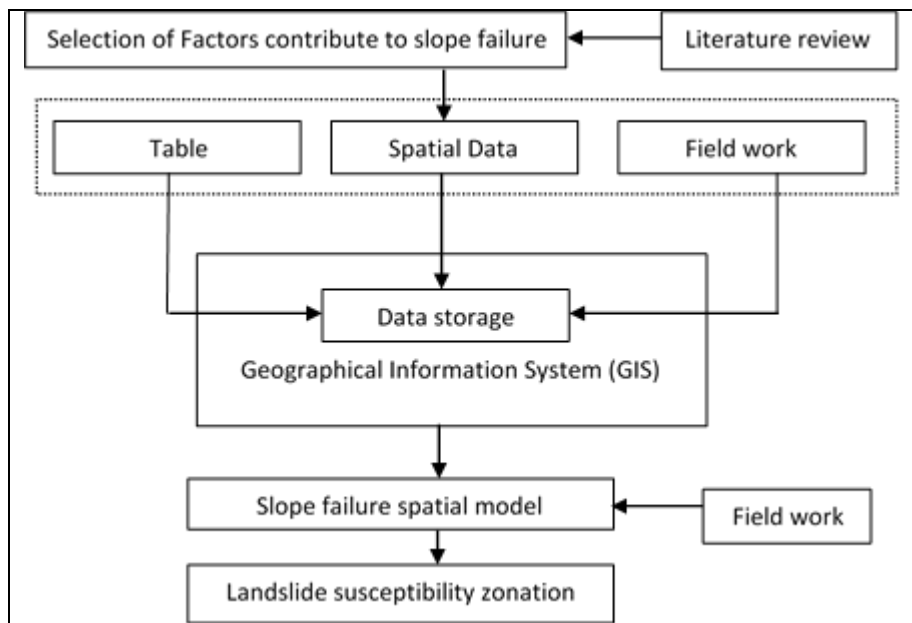 Selection of Factors contribute to slope failure
Literature review
Table
Spatial Data
Field work
Data storage
Geographical Information System (GIS)
Slope failure spatial model
Field work
Landslide susceptibility zonation